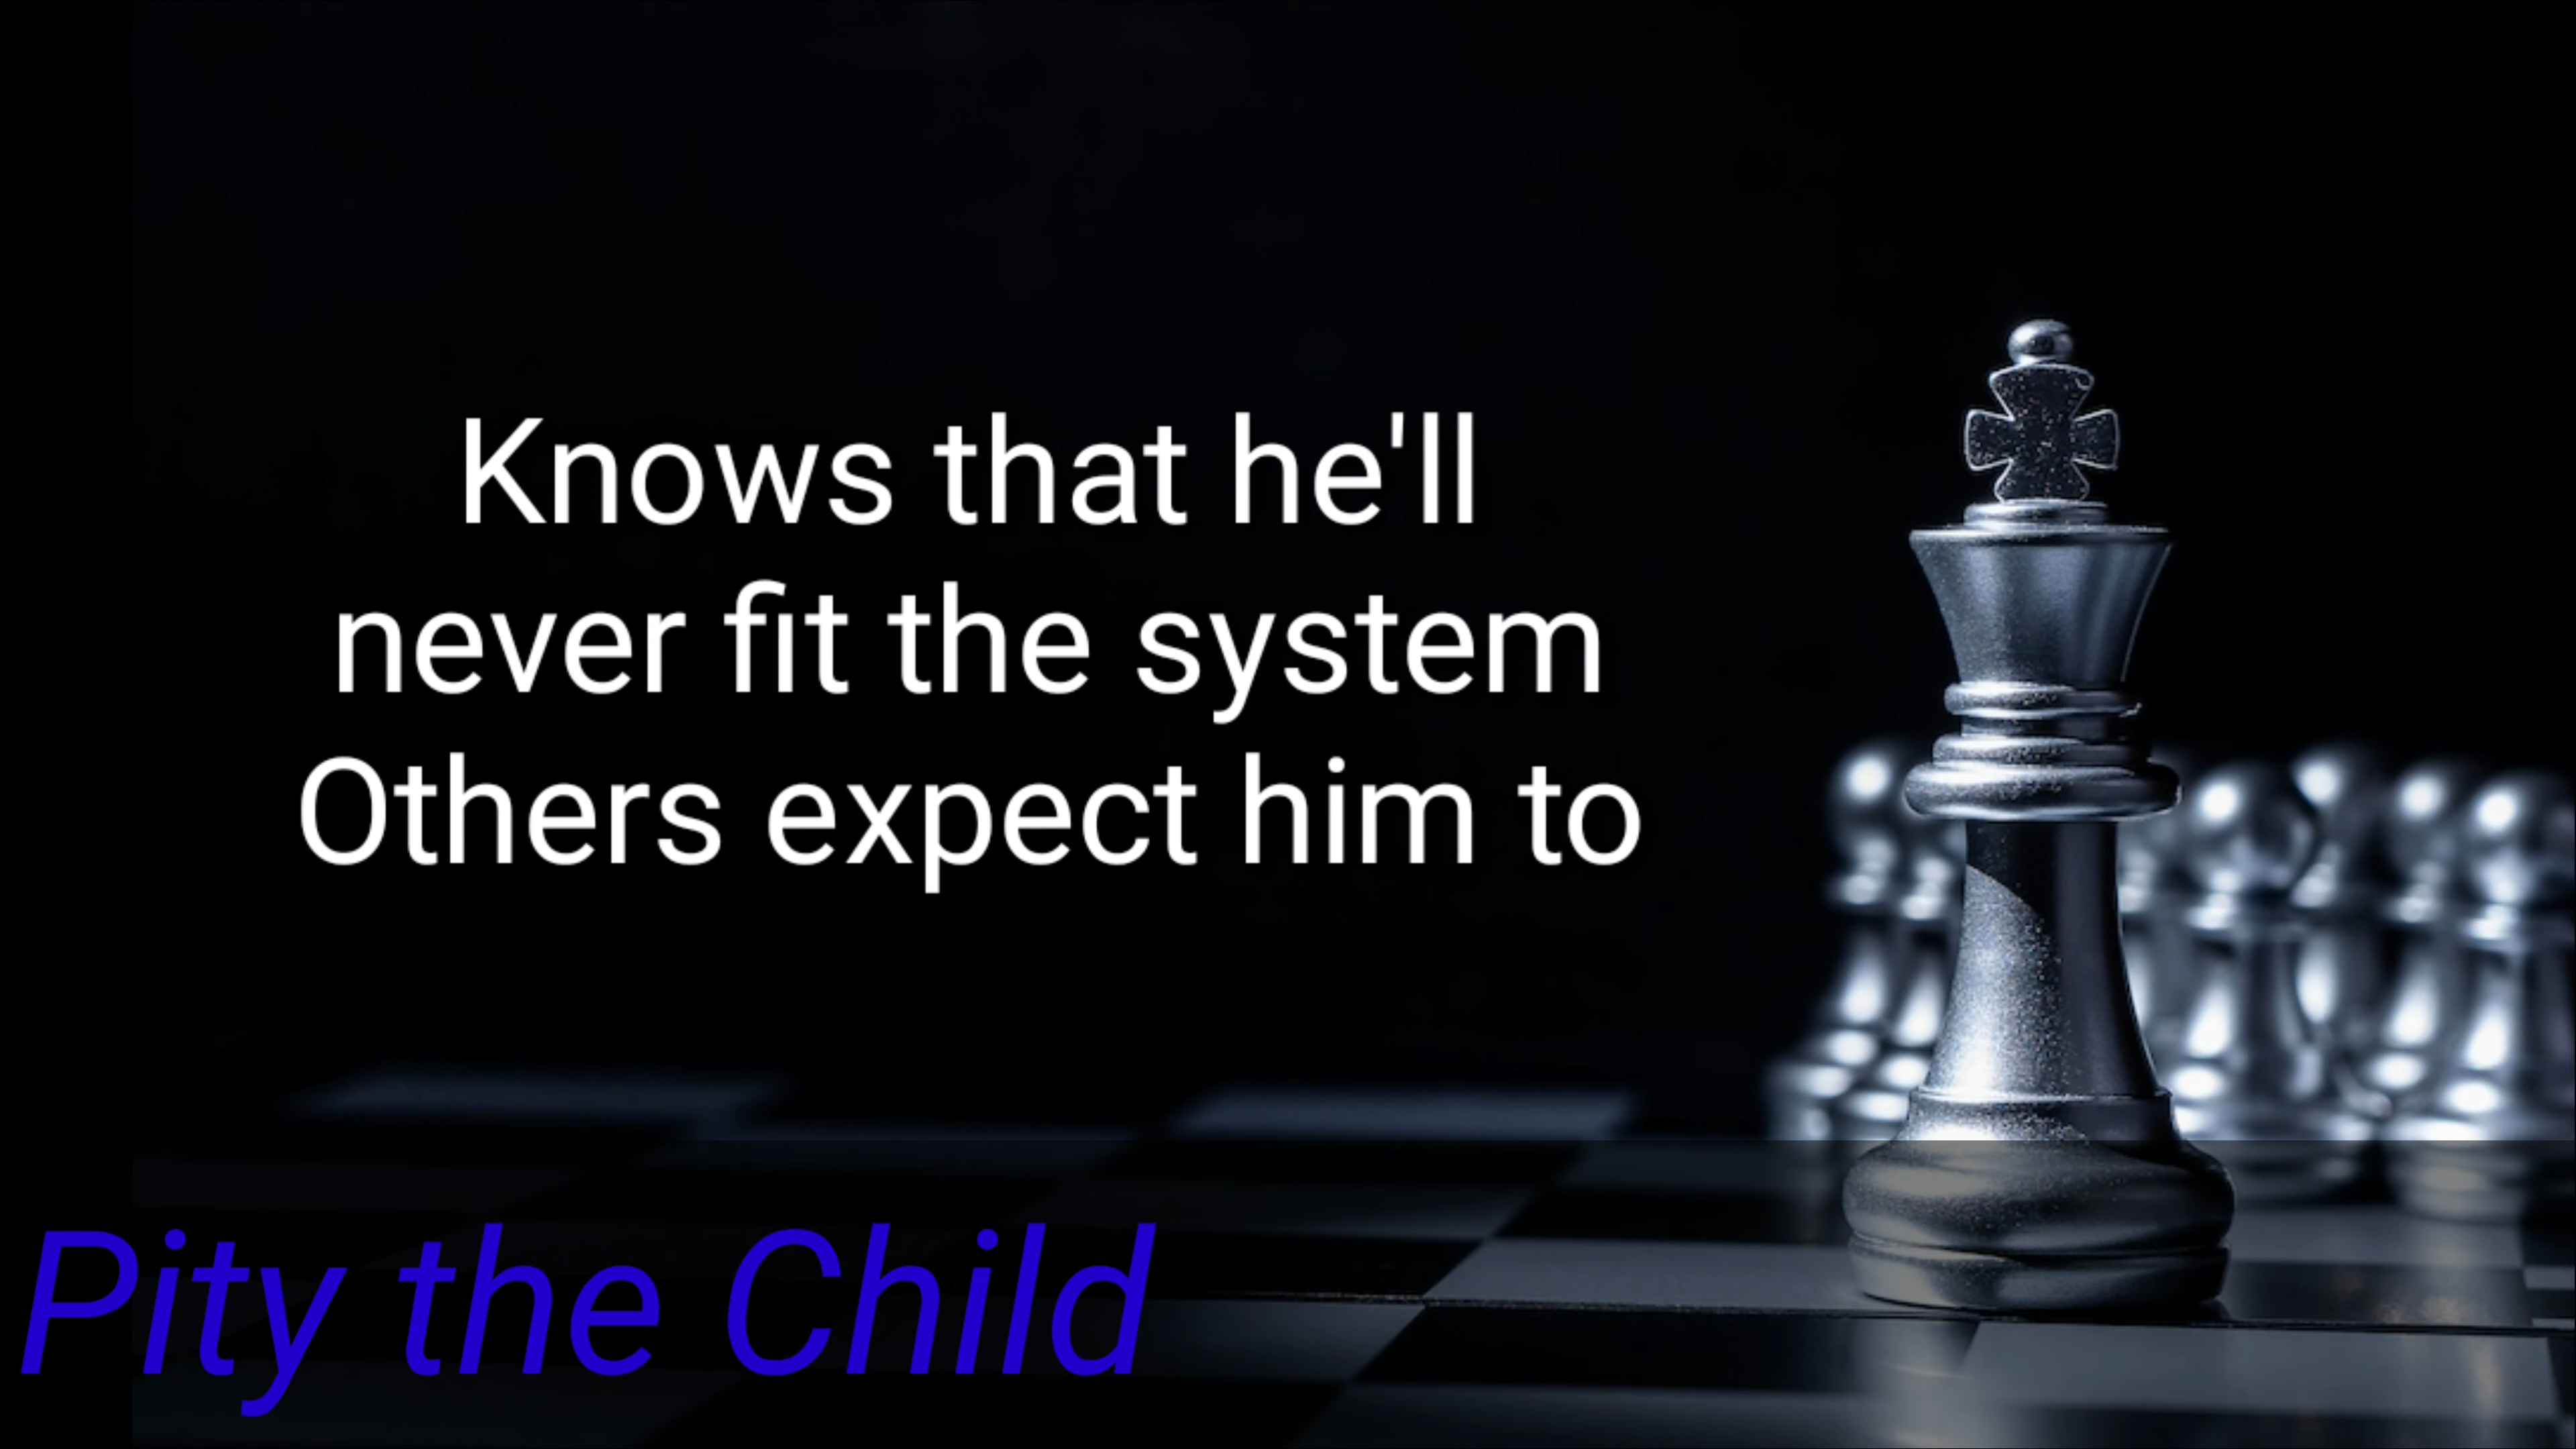 Knows that he'll
never fit the system
Others expect him to
Pity the Child